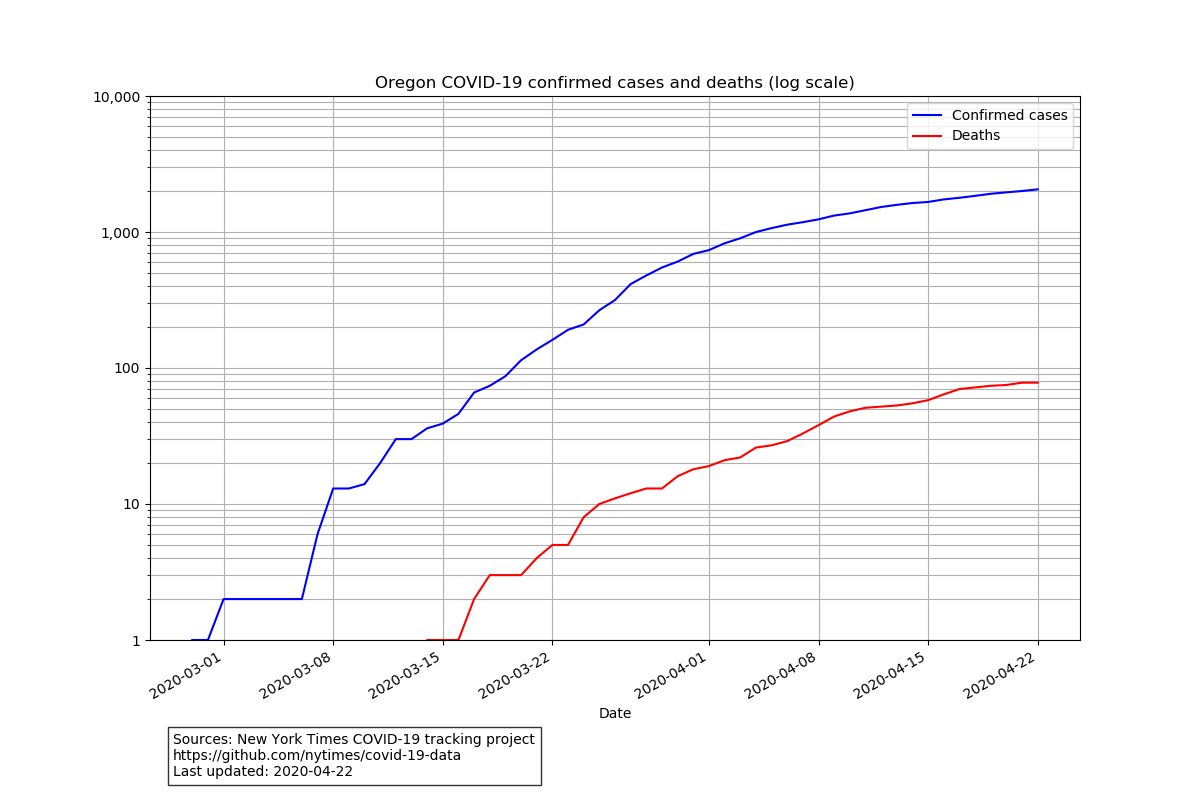 Oregon COVID-19 confirmed cases and deaths (log scale)
10,000
1,000
100
10
1
Confirmed cases
Deaths
2020-03-01
2020-03-08
2020-03-15
2020-03-22
2020-04-01
2020-04-08
2020-04-15
2020-04-22
Date
Sources: New York Times COVID-19 tracking project
https://github.com/nytimes/covid-19-data
Last updated: 2020-04-22